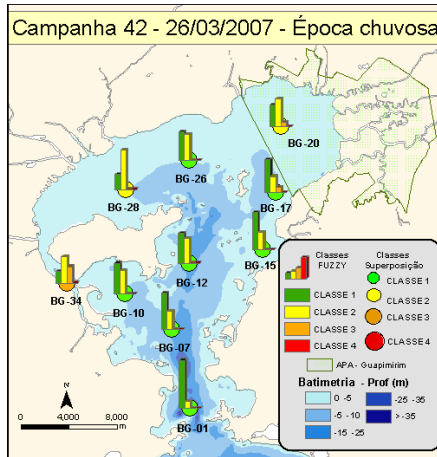 Campanha 42 - 26/03/2007 - Época chuvosa
BG-20
BG-26
BG-28
BG-17
BG-15
BG-12
BG-34
BG-10
BG-07
BG-01
N
0 4,000 8,000
m
Classes
FUZZY
Classes
Superposição
CLASSE 1
CLASSE 2
CLASSE 3
CLASSE 4
CLASSE 1
CLASSE 2
CLASSE 3
CLASSE 4
APA - Guapimirim
Batimetria - Prof (m)
0 -5
-5 -10
-15 -25
-25 -35
>-35